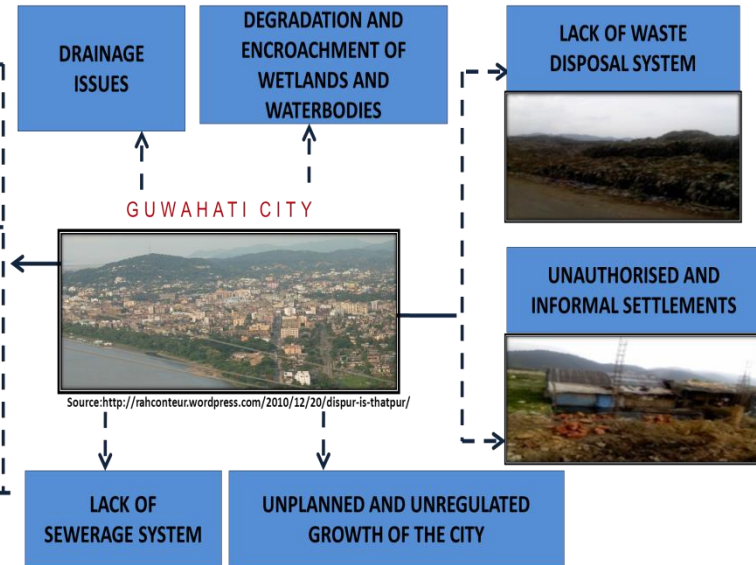 DRAINAGE
ISSUES
DEGRADATION AND
ENCROACHMENT OF
WETLANDS AND
WATERBODIES
LACK OF WASTE
DISPOSAL SYSTEM
GUWAHATI CITY
UNAUTHORISED AND
INFORMAL SETTLEMENTS
Source:http://rahconteur.wordpress.com/2010/12/20/dispur-is-thatpur/
LACK OF
SEWERAGE SYSTEM
UNPLANNED AND UNREGULATED
GROWTH OF THE CITY